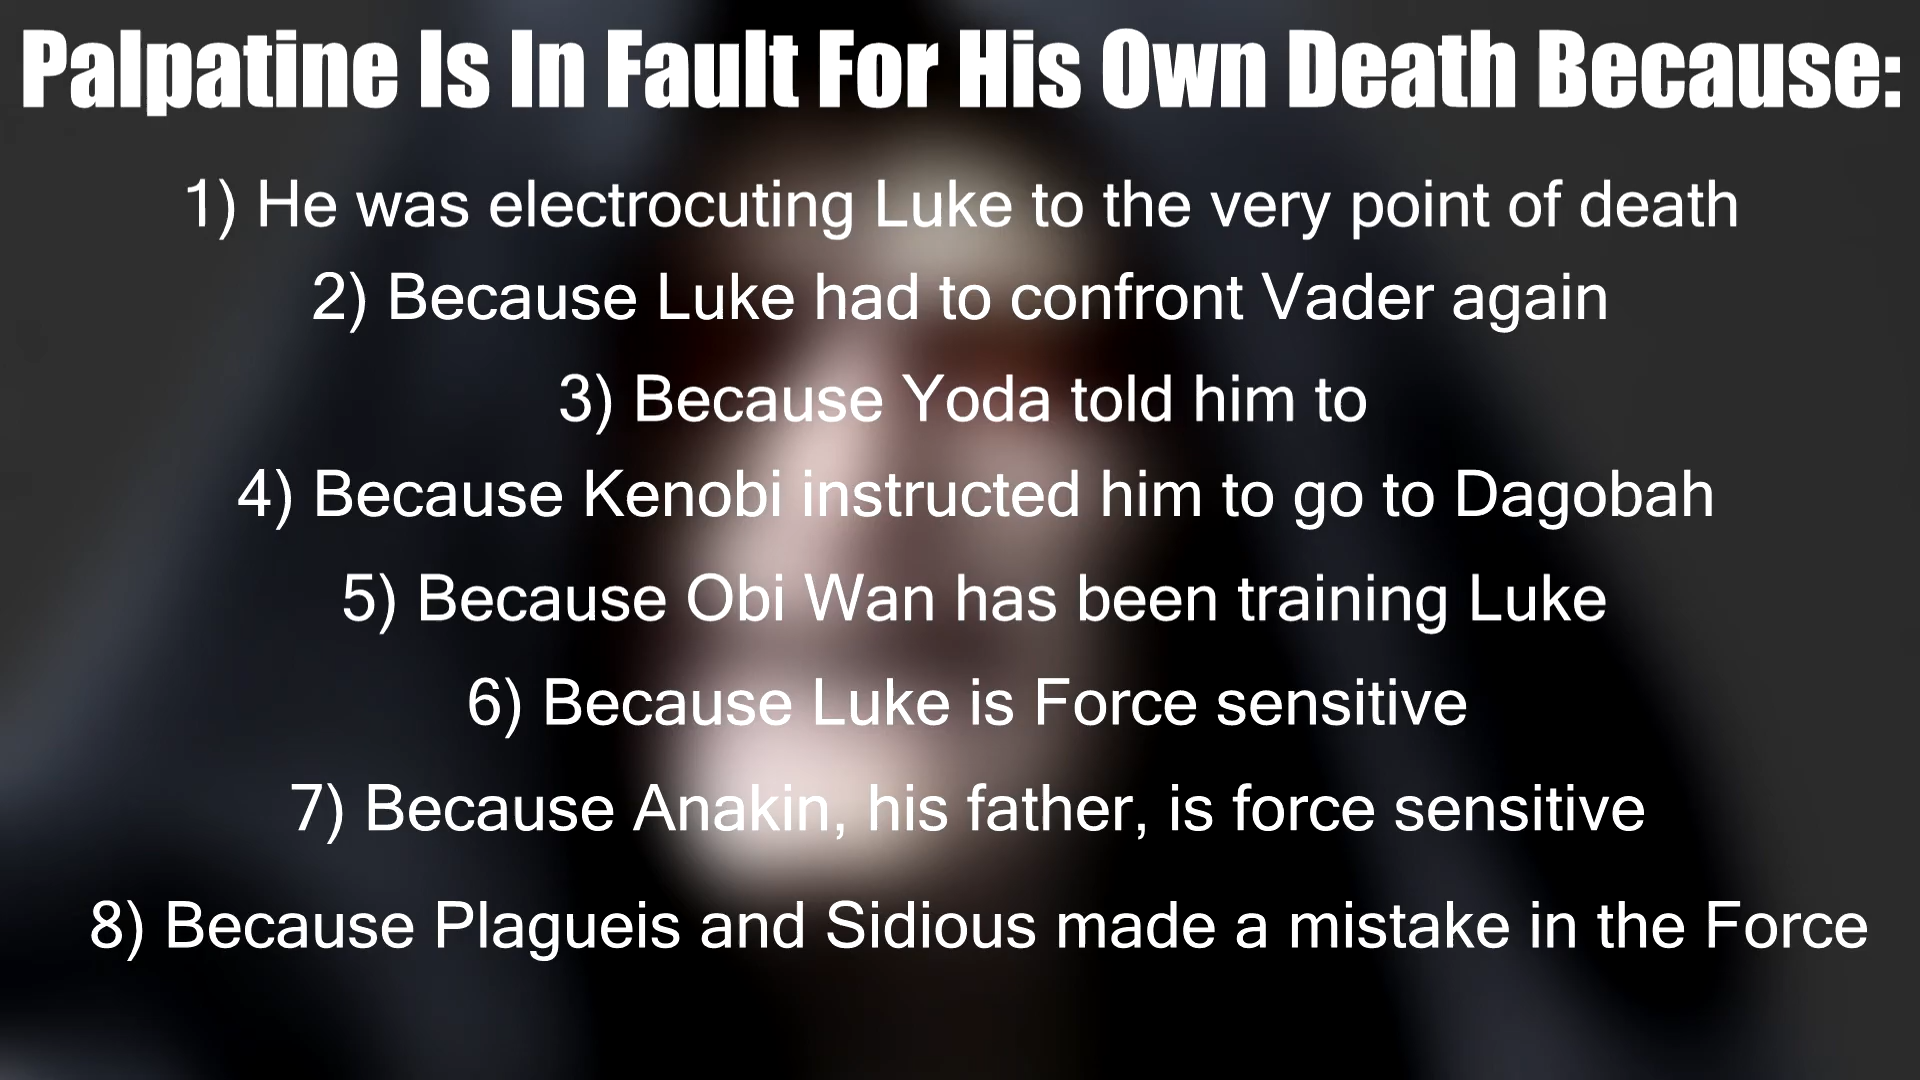 Palpatine Is In Fault For His Own Death Because:
1) He was electrocuting Luke to the very point of death
2) Because Luke had to confront Vader again
3) Because Yoda told him to
4) Because Kenobi instructed him to go to Dagobah
5) Because Obi Wan has been training Luke
6) Because Luke is Force sensitive
7) Because Anakin, his father, is force sensitive
8) Because Plagueis and Sidious made a mistake in the Force